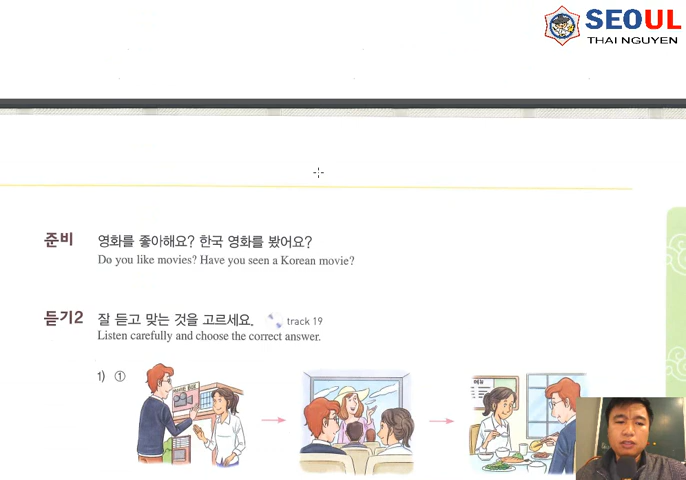 SEOUL
THAI NGUYEN
준비 영화를 좋아해요? 한국 영화를 봤어요?
Do you like movies? Have you seen a Korean movie?
듣기2 잘 듣고 맞는 것을 고르세요. track 19
Listen carefully and choose the correct answer.
1) ①
메뉴